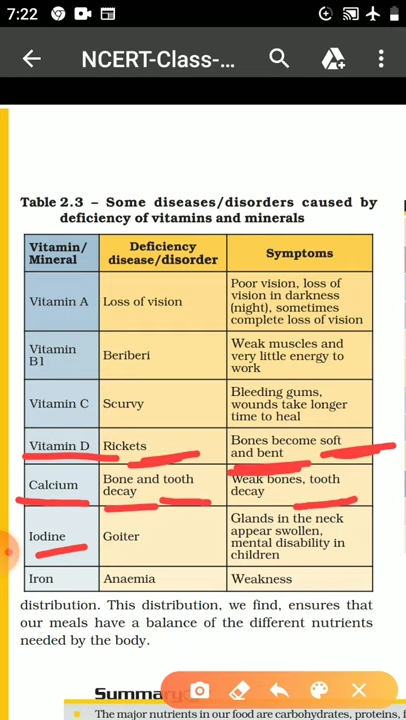 7:22
NCERT-Class-...
Table 2.3 – Some diseases/disorders caused by
deficiency of vitamins and minerals
Vitamin/
Mineral
Deficiency
disease/disorder
Symptoms
Vitamin A
Loss of vision
Poor vision, loss of
vision in darkness
(night), sometimes
complete loss of vision
Vitamin
B1
Beriberi
Weak muscles and
very little energy to
work
Vitamin C
Scurvy
Bleeding gums,
wounds take longer
time to heal
Vitamin D
Rickets
Bones become soft
and bent
Calcium
Bone and tooth
decay
Weak bones, tooth
decay
Iodine
Goiter
Glands in the neck
appear swollen,
mental disability in
children
Iron
Anaemia
Weakness
distribution. This distribution, we find, ensures that
our meals have a balance of the different nutrients
needed by the body.
Summary
The major nutrients in our food are carbohydrates, proteins,